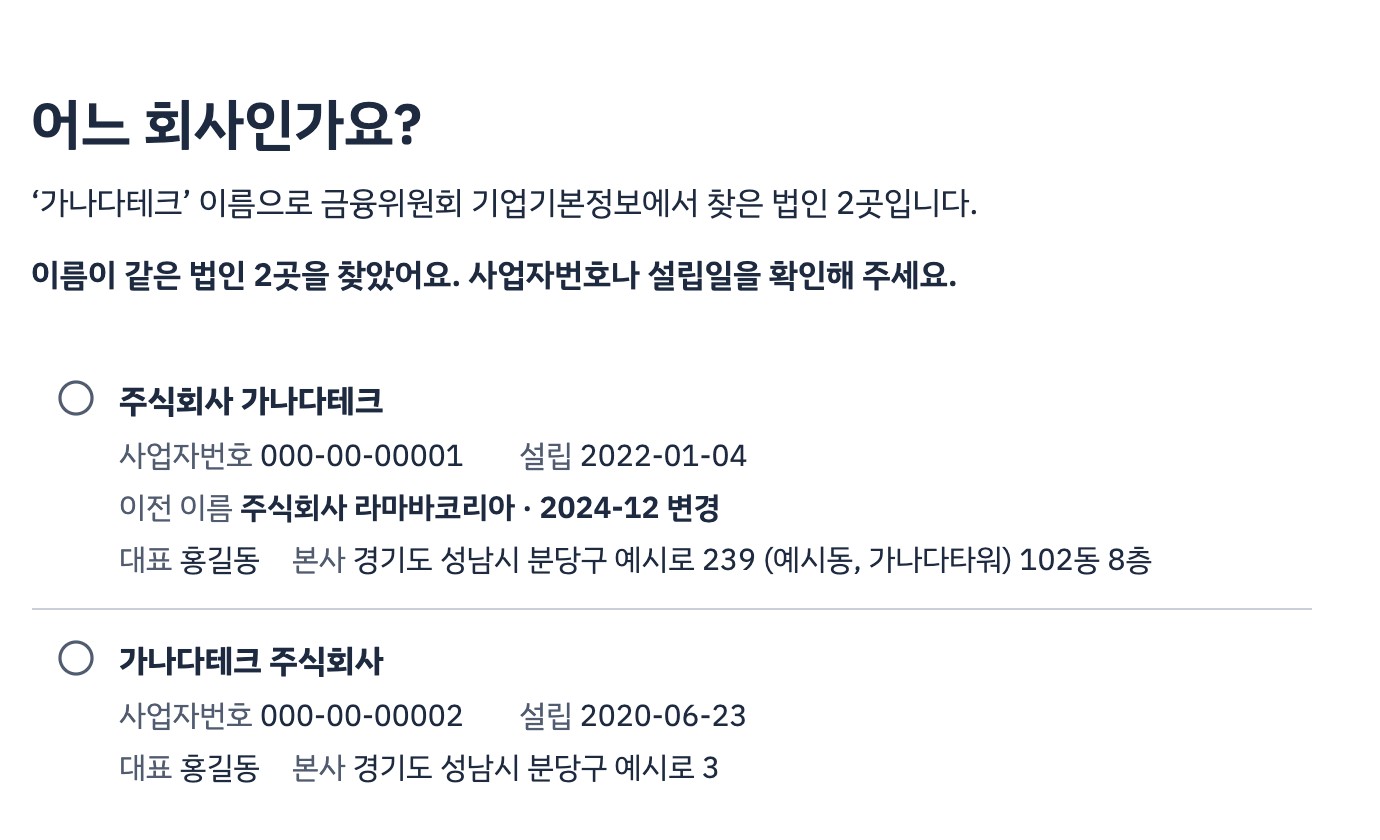 어느 회사인가요?
‘가나다테크’ 이름으로 금융위원회 기업기본정보에서 찾은 법인 2곳입니다.
이름이 같은 법인 2곳을 찾았어요. 사업자번호나 설립일을 확인해 주세요.
주식회사 가나다테크
사업자번호 000-00-00001 설립 2022-01-04
이전 이름 주식회사 라마바코리아 · 2024-12 변경
대표 홍길동 본사 경기도 성남시 분당구 예시로 239 (예시동, 가나다타워) 102동 8층
가나다테크 주식회사
사업자번호 000-00-00002 설립 2020-06-23
대표 홍길동 본사 경기도 성남시 분당구 예시로 3